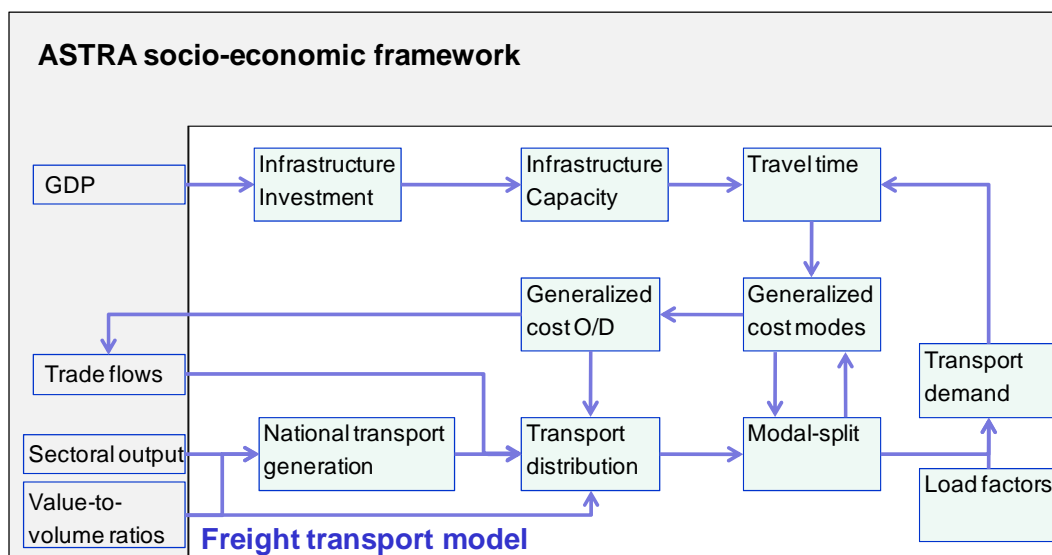 ASTRA socio-economic framework
GDP
Infrastructure
Investment
Infrastructure
Capacity
Travel time
Generalized
cost O/D
Generalized
cost modes
Trade flows
Transport
demand
Sectoral output
National transport
generation
Transport
distribution
Modal-split
Value-to-
volume ratios
Load factors
Freight transport model